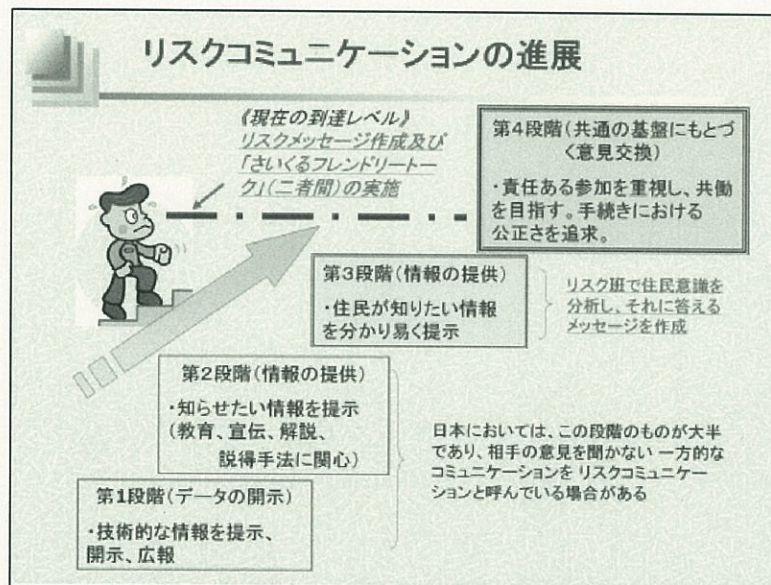 リスクコミュニケーションの進展
《現在の到達レベル》
リスクメッセージ作成及び
「さいくるフレンドリートー
ク」(二者間)の実施
第4段階(共通の基盤にもとづ
く意見交換)
・責任ある参加を重視し、共働
を目指す。手続きにおける
公正さを追求。
第3段階(情報の提供)
・住民が知りたい情報
を分かり易く提示
リスク班で住民意識を
分析し、それに答える
メッセージを作成
第2段階(情報の提供)
・知らせたい情報を提示
(教育、宣伝、解説、
説得手法に関心)
日本においては、この段階のものが大半
であり、相手の意見を聞かない 一方的な
コミュニケーションを リスクコミュニケー
ションと呼んでいる場合がある
第1段階(データの開示)
・技術的な情報を提示、
開示、広報